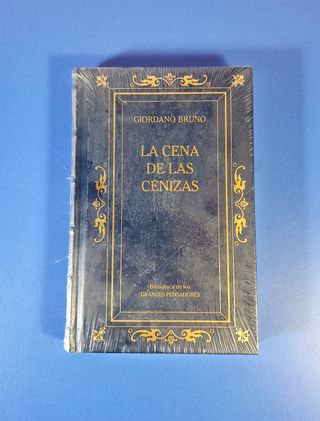 GIORDANO BRUNO
LA CENA
DE LAS
CENIZAS
Biblioteca de los
GRANDES PENSADORES